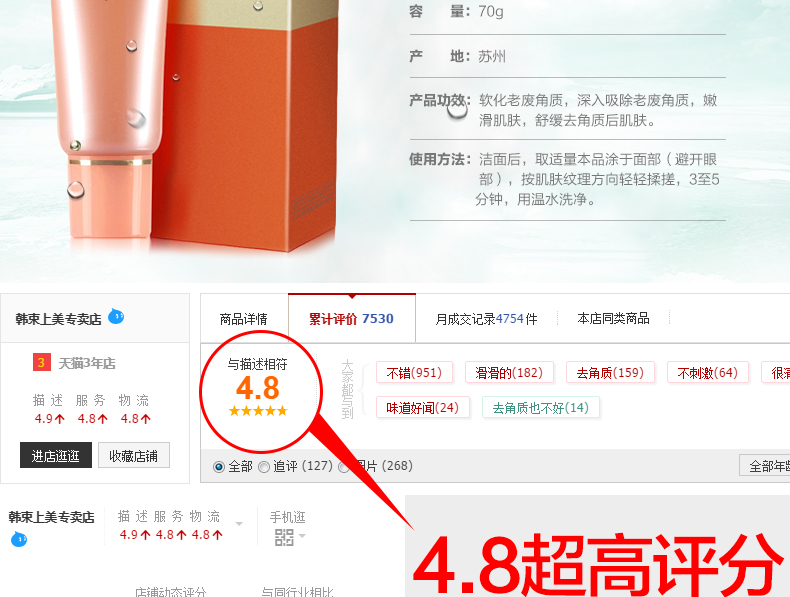 容 量：70g
产 地：苏州
产品功效：软化老废角质，深入吸除老废角质，嫩
滑肌肤，舒缓去角质后肌肤。
使用方法：洁面后，取适量本品涂于面部（避开眼
部），按肌肤纹理方向轻轻揉搓，3至5
分钟，用温水洗净。
韩束上美专卖店
3 天猫3年店
描 述 服 务 物 流
4.9 4.8 4.8
进店逛逛 收藏店铺
商品详情 累计评价 7530 月成交记录4754件 本店同类商品
与描述相符
4.8
大家都写到
不错(951) 滑滑的(182) 去角质(159) 不刺激(64)
味道好闻(24) 去角质也不好(14)
全部 追评 (127) 图片 (268) 全部年龄
韩束上美专卖店 描 述 服 务 物 流 手机逛
4.9 4.8 4.8
店铺动态评分 与同行业相比
4.8超高评分